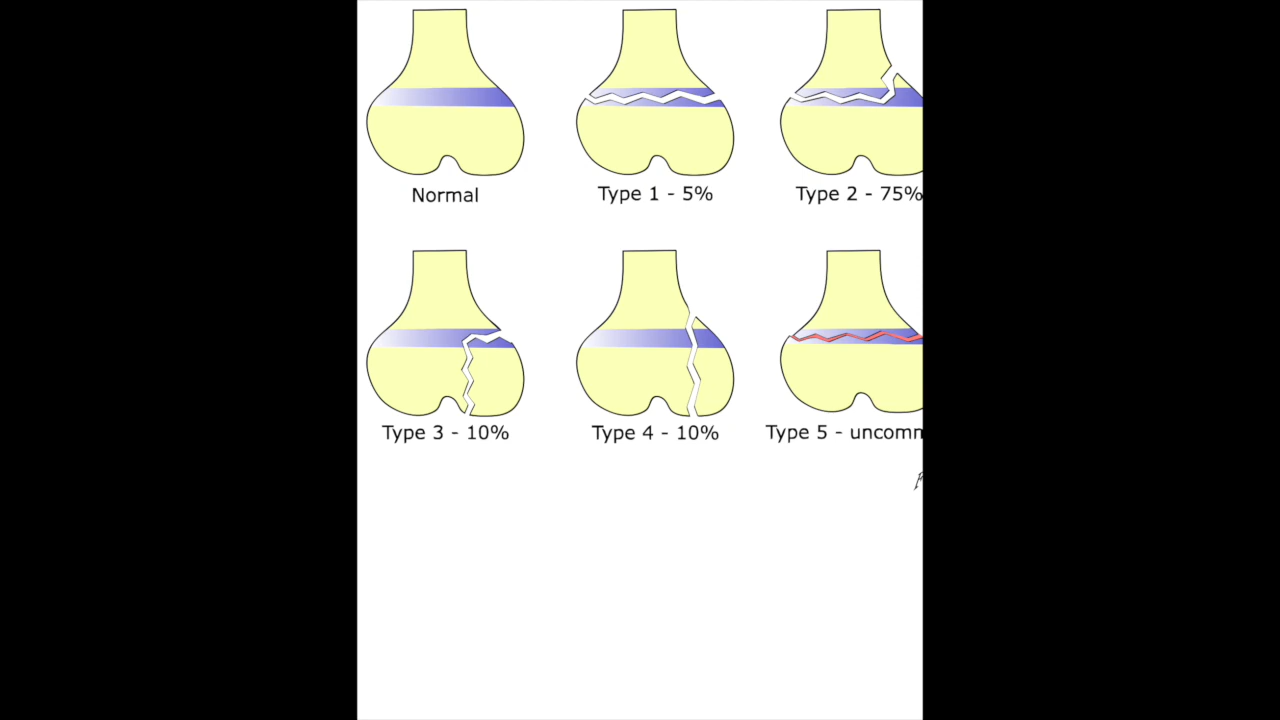 Normal
Type 1 - 5%
Type 2 - 75%
Type 3 - 10%
Type 4 - 10%
Type 5 - uncomm